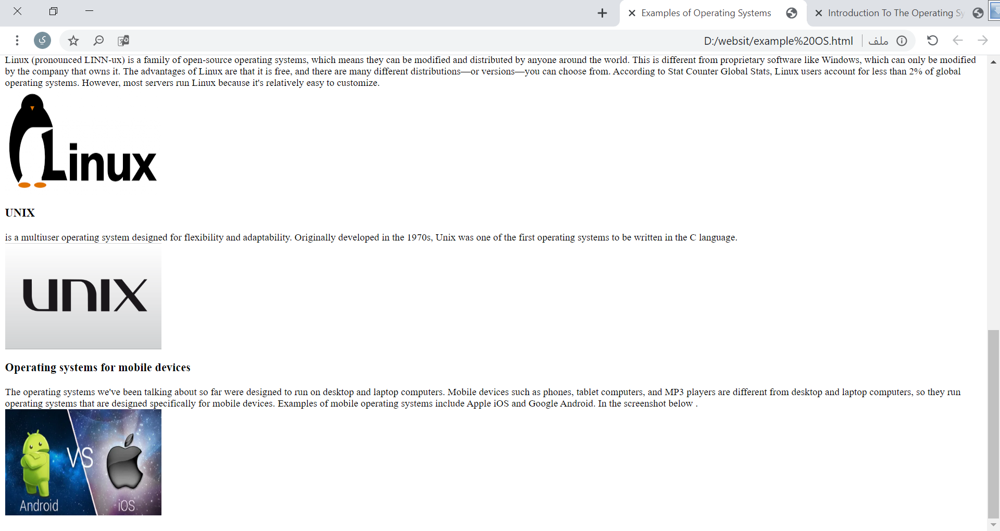 Examples of Operating Systems
Introduction To The Operating Sy
ي
D:/websit/example%20OS.html
ملف
Linux (pronounced LINN-ux) is a family of open-source operating systems, which means they can be modified and distributed by anyone around the world. This is different from proprietary software like Windows, which can only be modified
by the company that owns it. The advantages of Linux are that it is free, and there are many different distributions—or versions—you can choose from. According to Stat Counter Global Stats, Linux users account for less than 2% of global
operating systems. However, most servers run Linux because it's relatively easy to customize.
Linux
UNIX
is a multiuser operating system designed for flexibility and adaptability. Originally developed in the 1970s, Unix was one of the first operating systems to be written in the C language.
UNIX
Operating systems for mobile devices
The operating systems we've been talking about so far were designed to run on desktop and laptop computers. Mobile devices such as phones, tablet computers, and MP3 players are different from desktop and laptop computers, so they run
operating systems that are designed specifically for mobile devices. Examples of mobile operating systems include Apple iOS and Google Android. In the screenshot below .
VS
Android
iOS